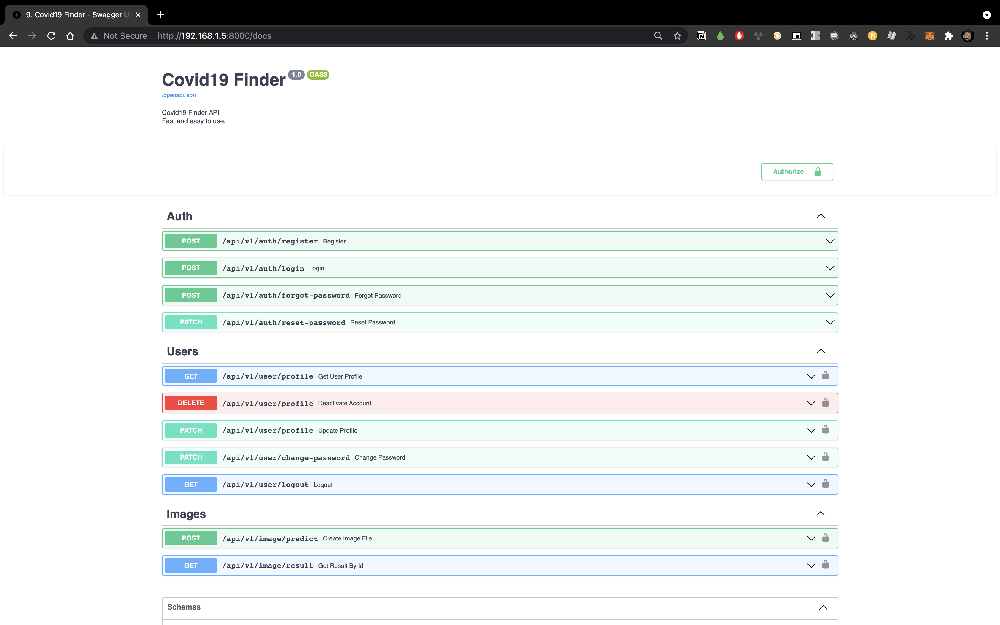 9. Covid19 Finder - Swagger UI
Not Secure http://192.168.1.5:8000/docs
Covid19 Finder 1.0 OAS3
/openapi.json
Covid19 Finder API
Fast and easy to use.
Authorize
Auth
POST /api/v1/auth/register Register
POST /api/v1/auth/login Login
POST /api/v1/auth/forgot-password Forgot Password
PATCH /api/v1/auth/reset-password Reset Password
Users
GET /api/v1/user/profile Get User Profile
DELETE /api/v1/user/profile Deactivate Account
PATCH /api/v1/user/profile Update Profile
PATCH /api/v1/user/change-password Change Password
GET /api/v1/user/logout Logout
Images
POST /api/v1/image/predict Create Image File
GET /api/v1/image/result Get Result By Id
Schemas